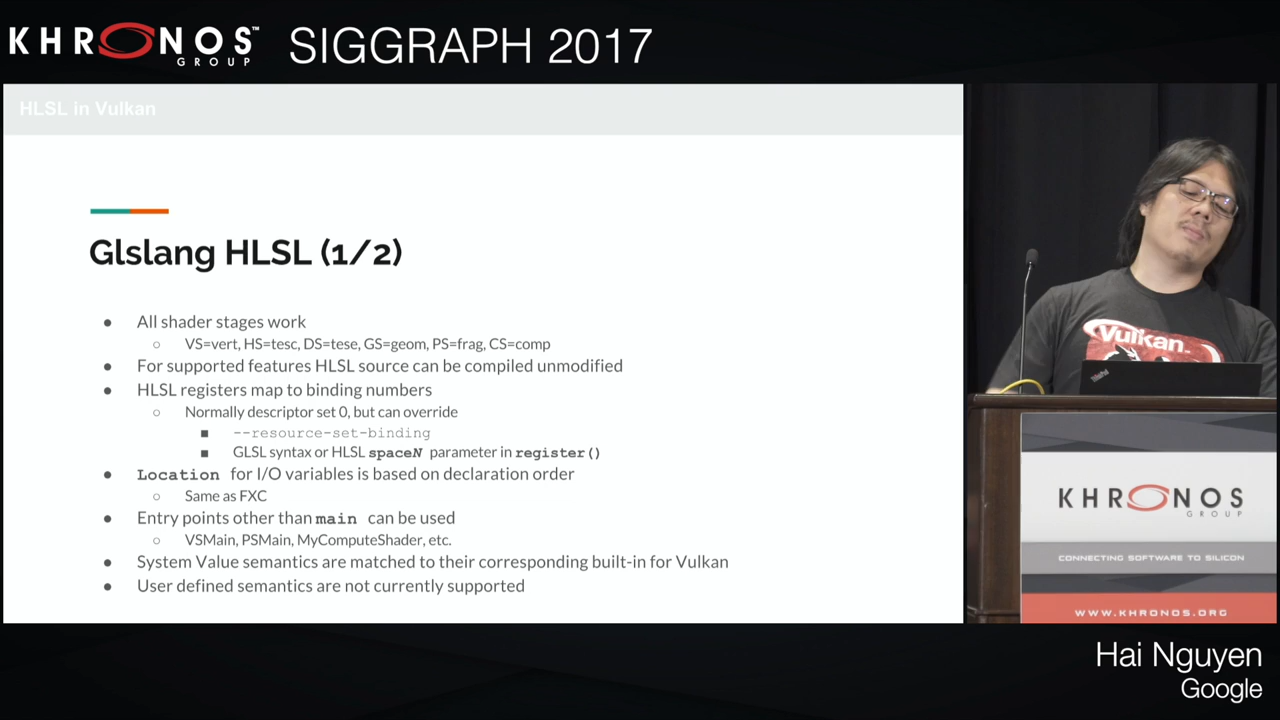 KHRONOS™ GROUP
SIGGRAPH 2017
HLSL in Vulkan
Glslang HLSL (1/2)
● All shader stages work
○ VS=vert, HS=tesc, DS=tese, GS=geom, PS=frag, CS=comp
● For supported features HLSL source can be compiled unmodified
● HLSL registers map to binding numbers
○ Normally descriptor set 0, but can override
■ --resource-set-binding
■ GLSL syntax or HLSL spaceN parameter in register()
● Location for I/O variables is based on declaration order
○ Same as FXC
● Entry points other than main can be used
○ VSMain, PSMain, MyComputeShader, etc.
● System Value semantics are matched to their corresponding built-in for Vulkan
● User defined semantics are not currently supported
Vulkan
ThinkPad
KHRONOS
GROUP
CONNECTING SOFTWARE TO SILICON
WWW.KHRONOS.ORG
Hai Nguyen
Google